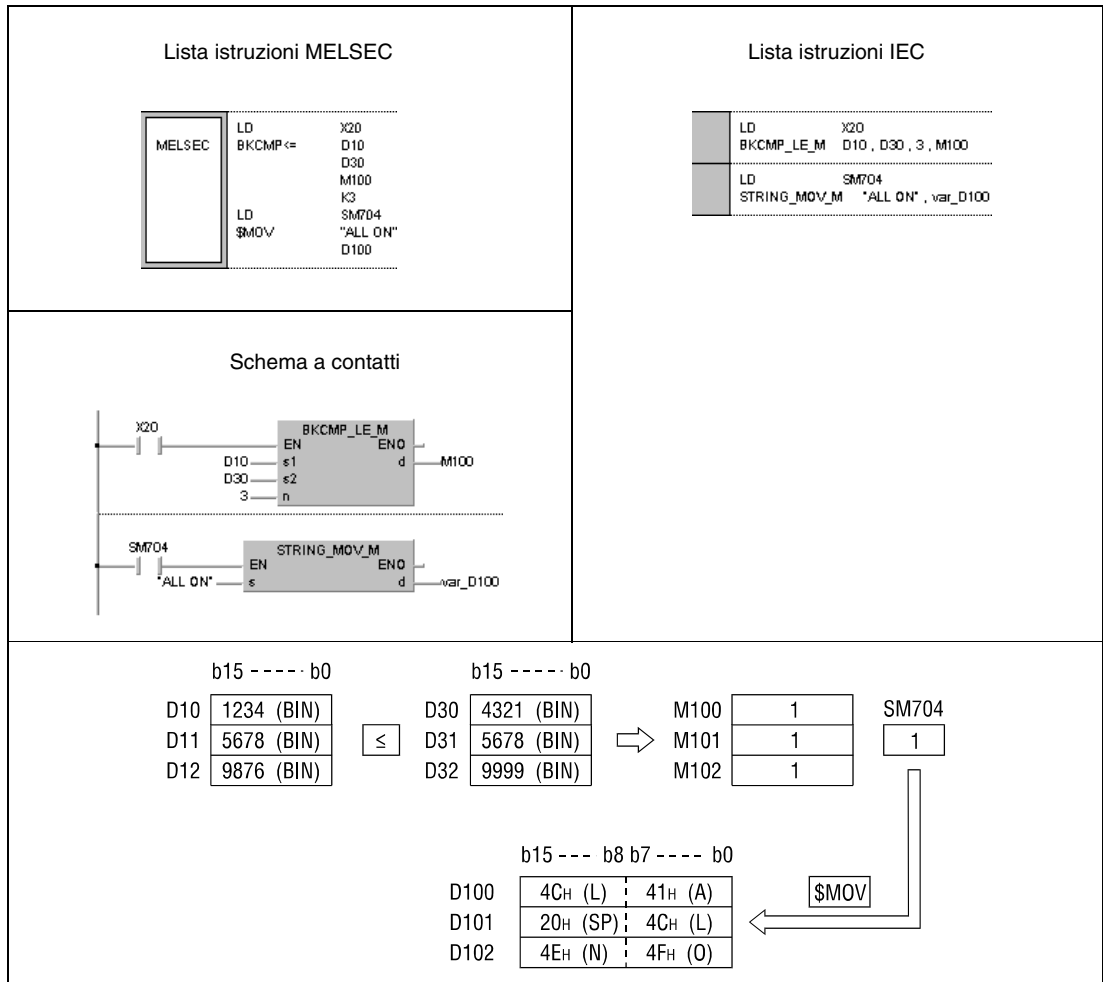 Lista istruzioni MELSEC
MELSEC
LD X20
BKCMP<= D10
D30
M100
K3
LD SM704
$MOV "ALL ON"
D100
Lista istruzioni IEC
LD X20
BKCMP_LE_M D10 , D30 , 3 , M100
LD SM704
STRING_MOV_M "ALL ON" , var_D100
Schema a contatti
X20
BKCMP_LE_M
EN ENO
D10 s1 d M100
D30 s2
3 n
SM704
STRING_MOV_M
EN ENO
"ALL ON" s d var_D100
b15 ----- b0 b15 ----- b0
D10 1234 (BIN) D30 4321 (BIN) M100 1 SM704
D11 5678 (BIN) ≤ D31 5678 (BIN) M101 1 1
D12 9876 (BIN) D32 9999 (BIN) M102 1
b15 --- b8 b7 ---- b0
D100 4CH (L) 41H (A) $MOV
D101 20H (SP) 4CH (L)
D102 4EH (N) 4FH (O)